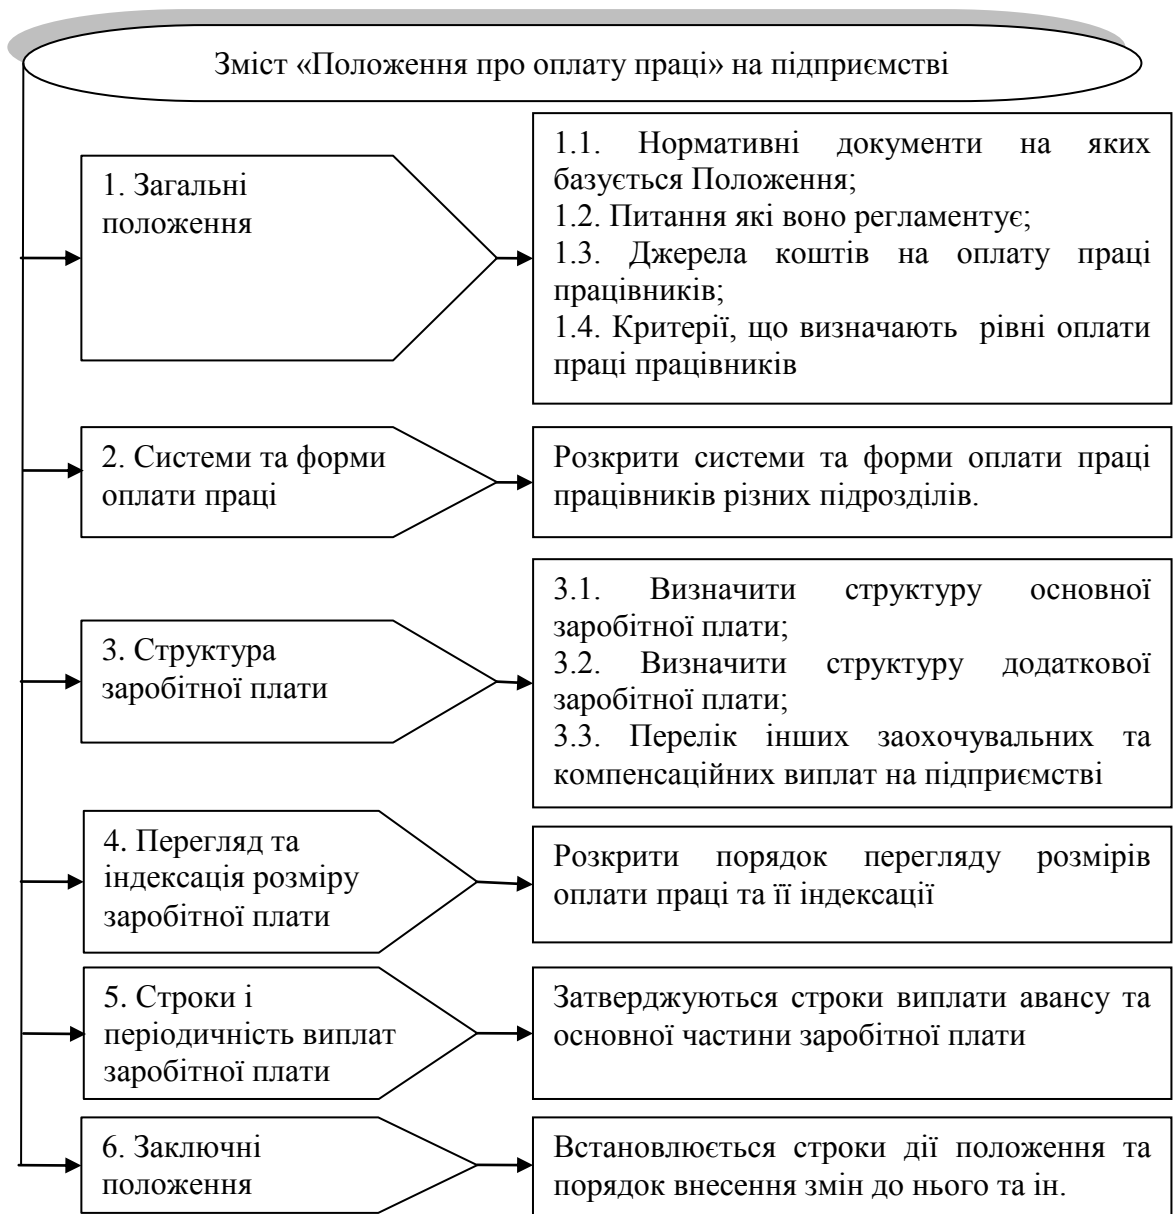 Зміст «Положення про оплату праці» на підприємстві
1. Загальні
положення
1.1. Нормативні документи на яких
базується Положення;
1.2. Питання які воно регламентує;
1.3. Джерела коштів на оплату праці
працівників;
1.4. Критерії, що визначають рівні оплати
праці працівників
2. Системи та форми
оплати праці
Розкрити системи та форми оплати праці
працівників різних підрозділів.
3. Структура
заробітної плати
3.1. Визначити структуру основної
заробітної плати;
3.2. Визначити структуру додаткової
заробітної плати;
3.3. Перелік інших заохочувальних та
компенсаційних виплат на підприємстві
4. Перегляд та
індексація розміру
заробітної плати
Розкрити порядок перегляду розмірів
оплати праці та її індексації
5. Строки і
періодичність виплат
заробітної плати
Затверджуються строки виплати авансу та
основної частини заробітної плати
6. Заключні
положення
Встановлюється строки дії положення та
порядок внесення змін до нього та ін.